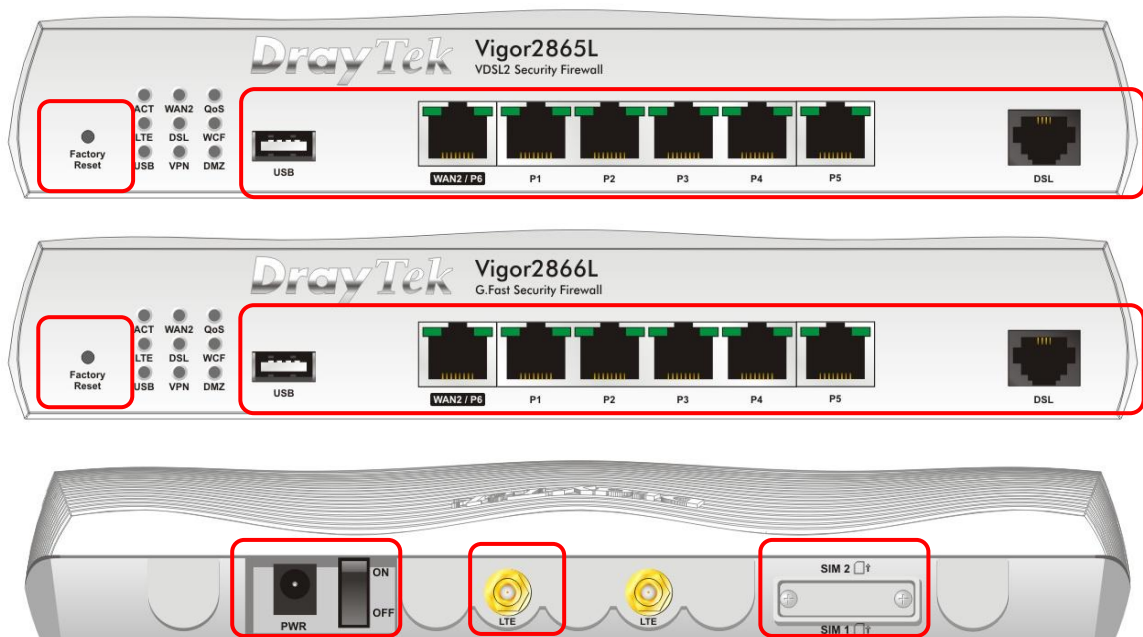 DrayTek Vigor2865L
VDSL2 Security Firewall
ACT WAN2 QoS
LTE DSL WCF
USB VPN DMZ
Factory
Reset
USB
WAN2 / P6 P1 P2 P3 P4 P5 DSL
DrayTek Vigor2866L
G.Fast Security Firewall
ACT WAN2 QoS
LTE DSL WCF
USB VPN DMZ
Factory
Reset
USB
WAN2 / P6 P1 P2 P3 P4 P5 DSL
ON
OFF
PWR
LTE
LTE
SIM 2
SIM 1